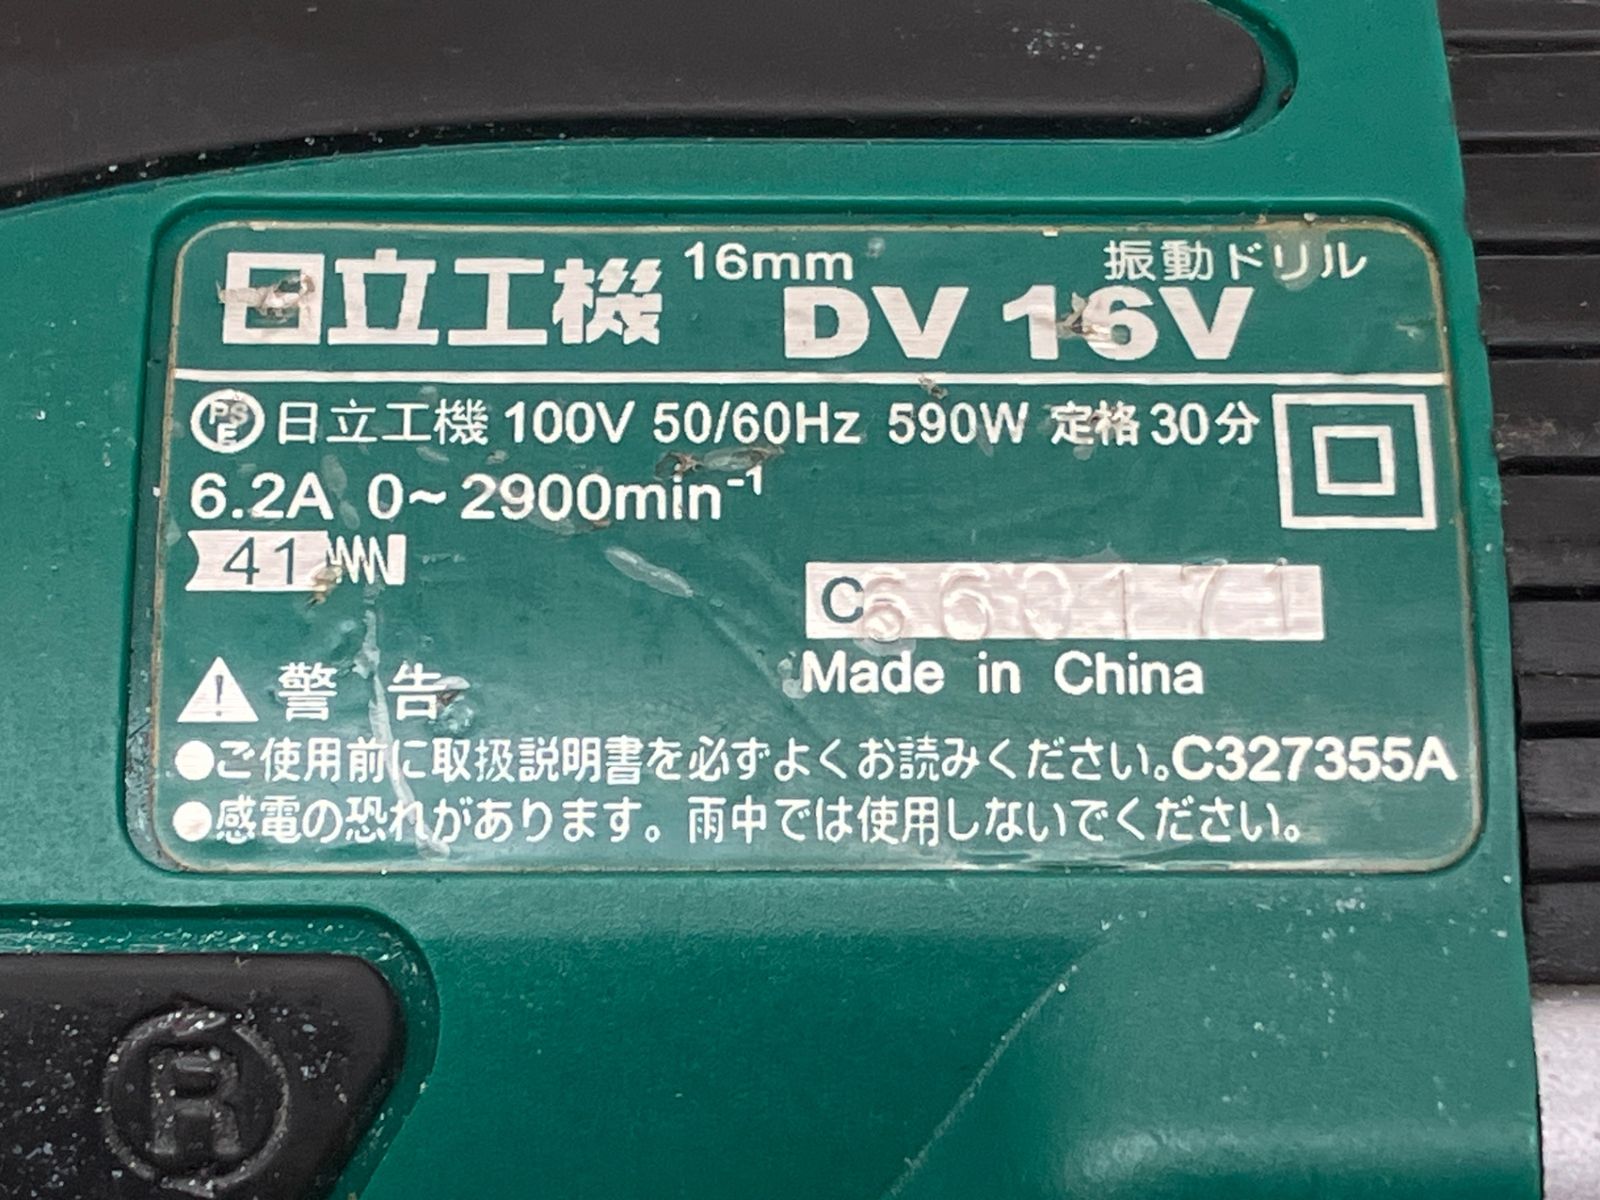 日立工機 16mm 振動ドリル
DV 16V
PSE 日立工機 100V 50/60Hz 590W 定格 30分
6.2A 0~2900min-1
41
C 660171
Made in China
警告
●ご使用前に取扱説明書を必ずよくお読みください。C327355A
●感電の恐れがあります。雨中では使用しないでください。
R